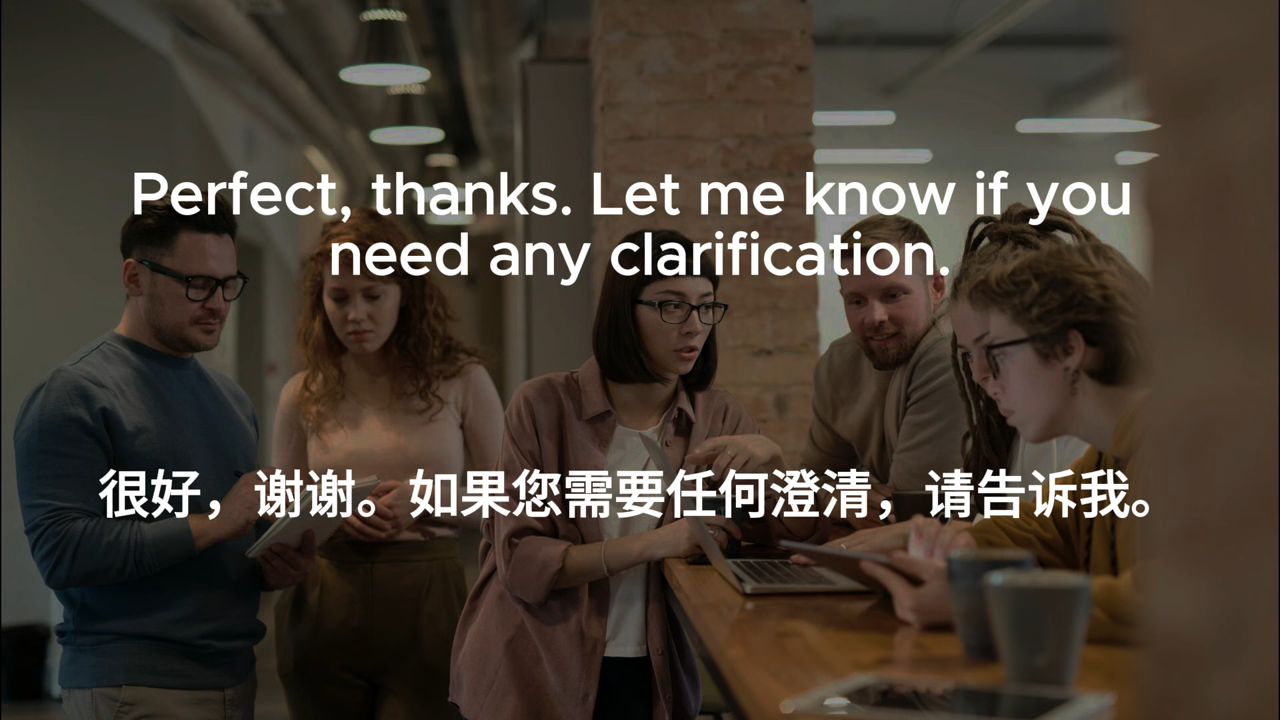 Perfect, thanks. Let me know if you
need any clarification.
很好，谢谢。如果您需要任何澄清，请告诉我。